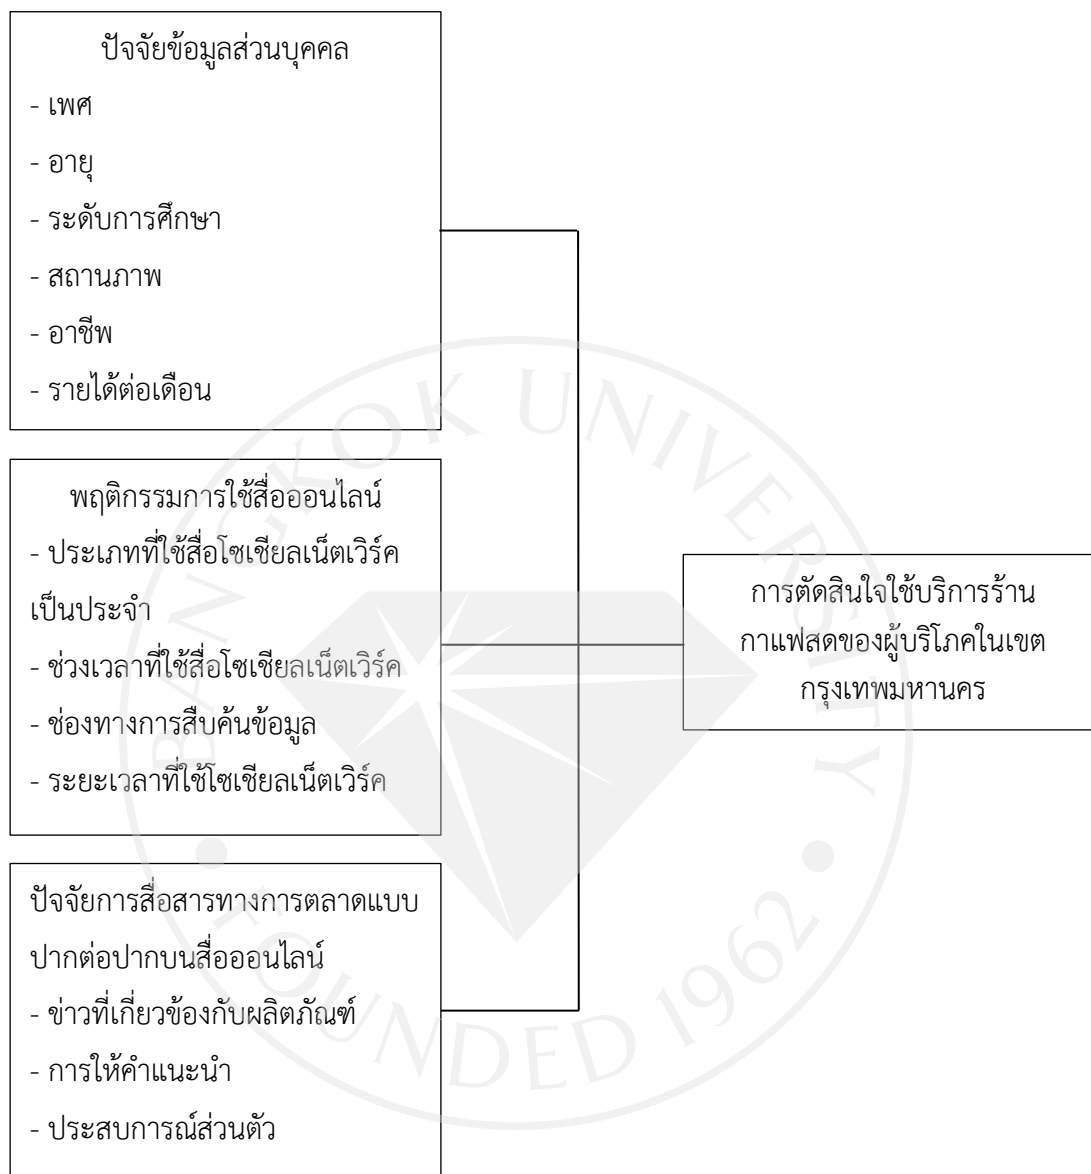 ปัจจัยข้อมูลส่วนบุคคล
- เพศ
- อายุ
- ระดับการศึกษา
- สถานภาพ
- อาชีพ
- รายได้ต่อเดือน
พฤติกรรมการใช้สื่อออนไลน์
- ประเภทที่ใช้สื่อโซเชียลเน็ตเวิร์ค
เป็นประจำ
- ช่วงเวลาที่ใช้สื่อโซเชียลเน็ตเวิร์ค
- ช่องทางการสืบค้นข้อมูล
- ระยะเวลาที่ใช้โซเชียลเน็ตเวิร์ค
ปัจจัยการสื่อสารทางการตลาดแบบ
ปากต่อปากบนสื่อออนไลน์
- ข่าวที่เกี่ยวข้องกับผลิตภัณฑ์
- การให้คำแนะนำ
- ประสบการณ์ส่วนตัว
การตัดสินใจใช้บริการร้าน
กาแฟสดของผู้บริโภคในเขต
กรุงเทพมหานคร
BANGKOK UNIVERSITY
FOUNDED 1962